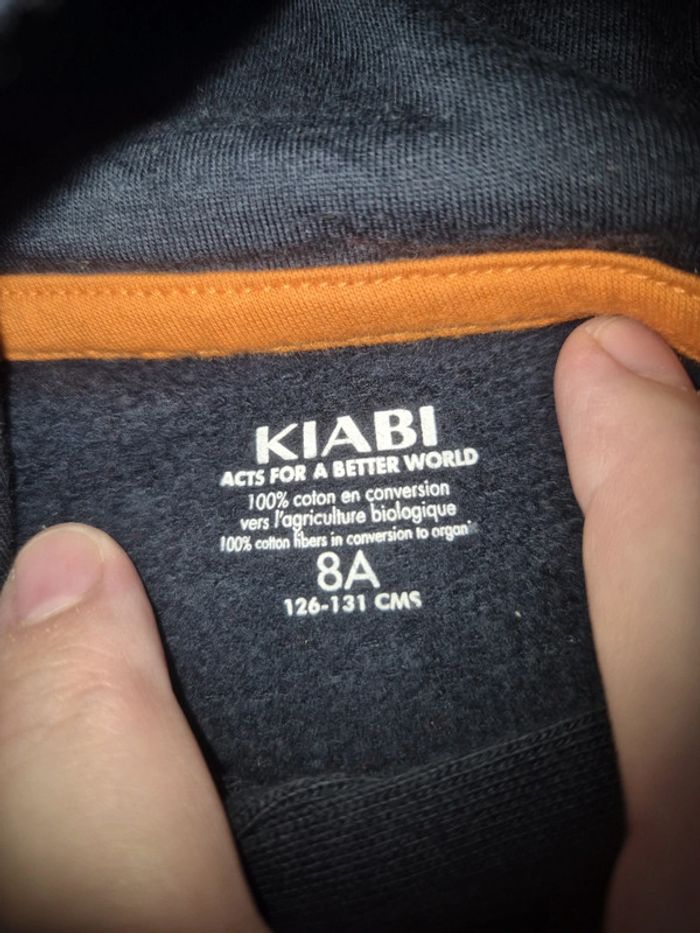 KIABI
ACTS FOR A BETTER WORLD
100% coton en conversion
vers l'agriculture biologique
100% cotton fibers in conversion to organ
8A
126-131 CMS